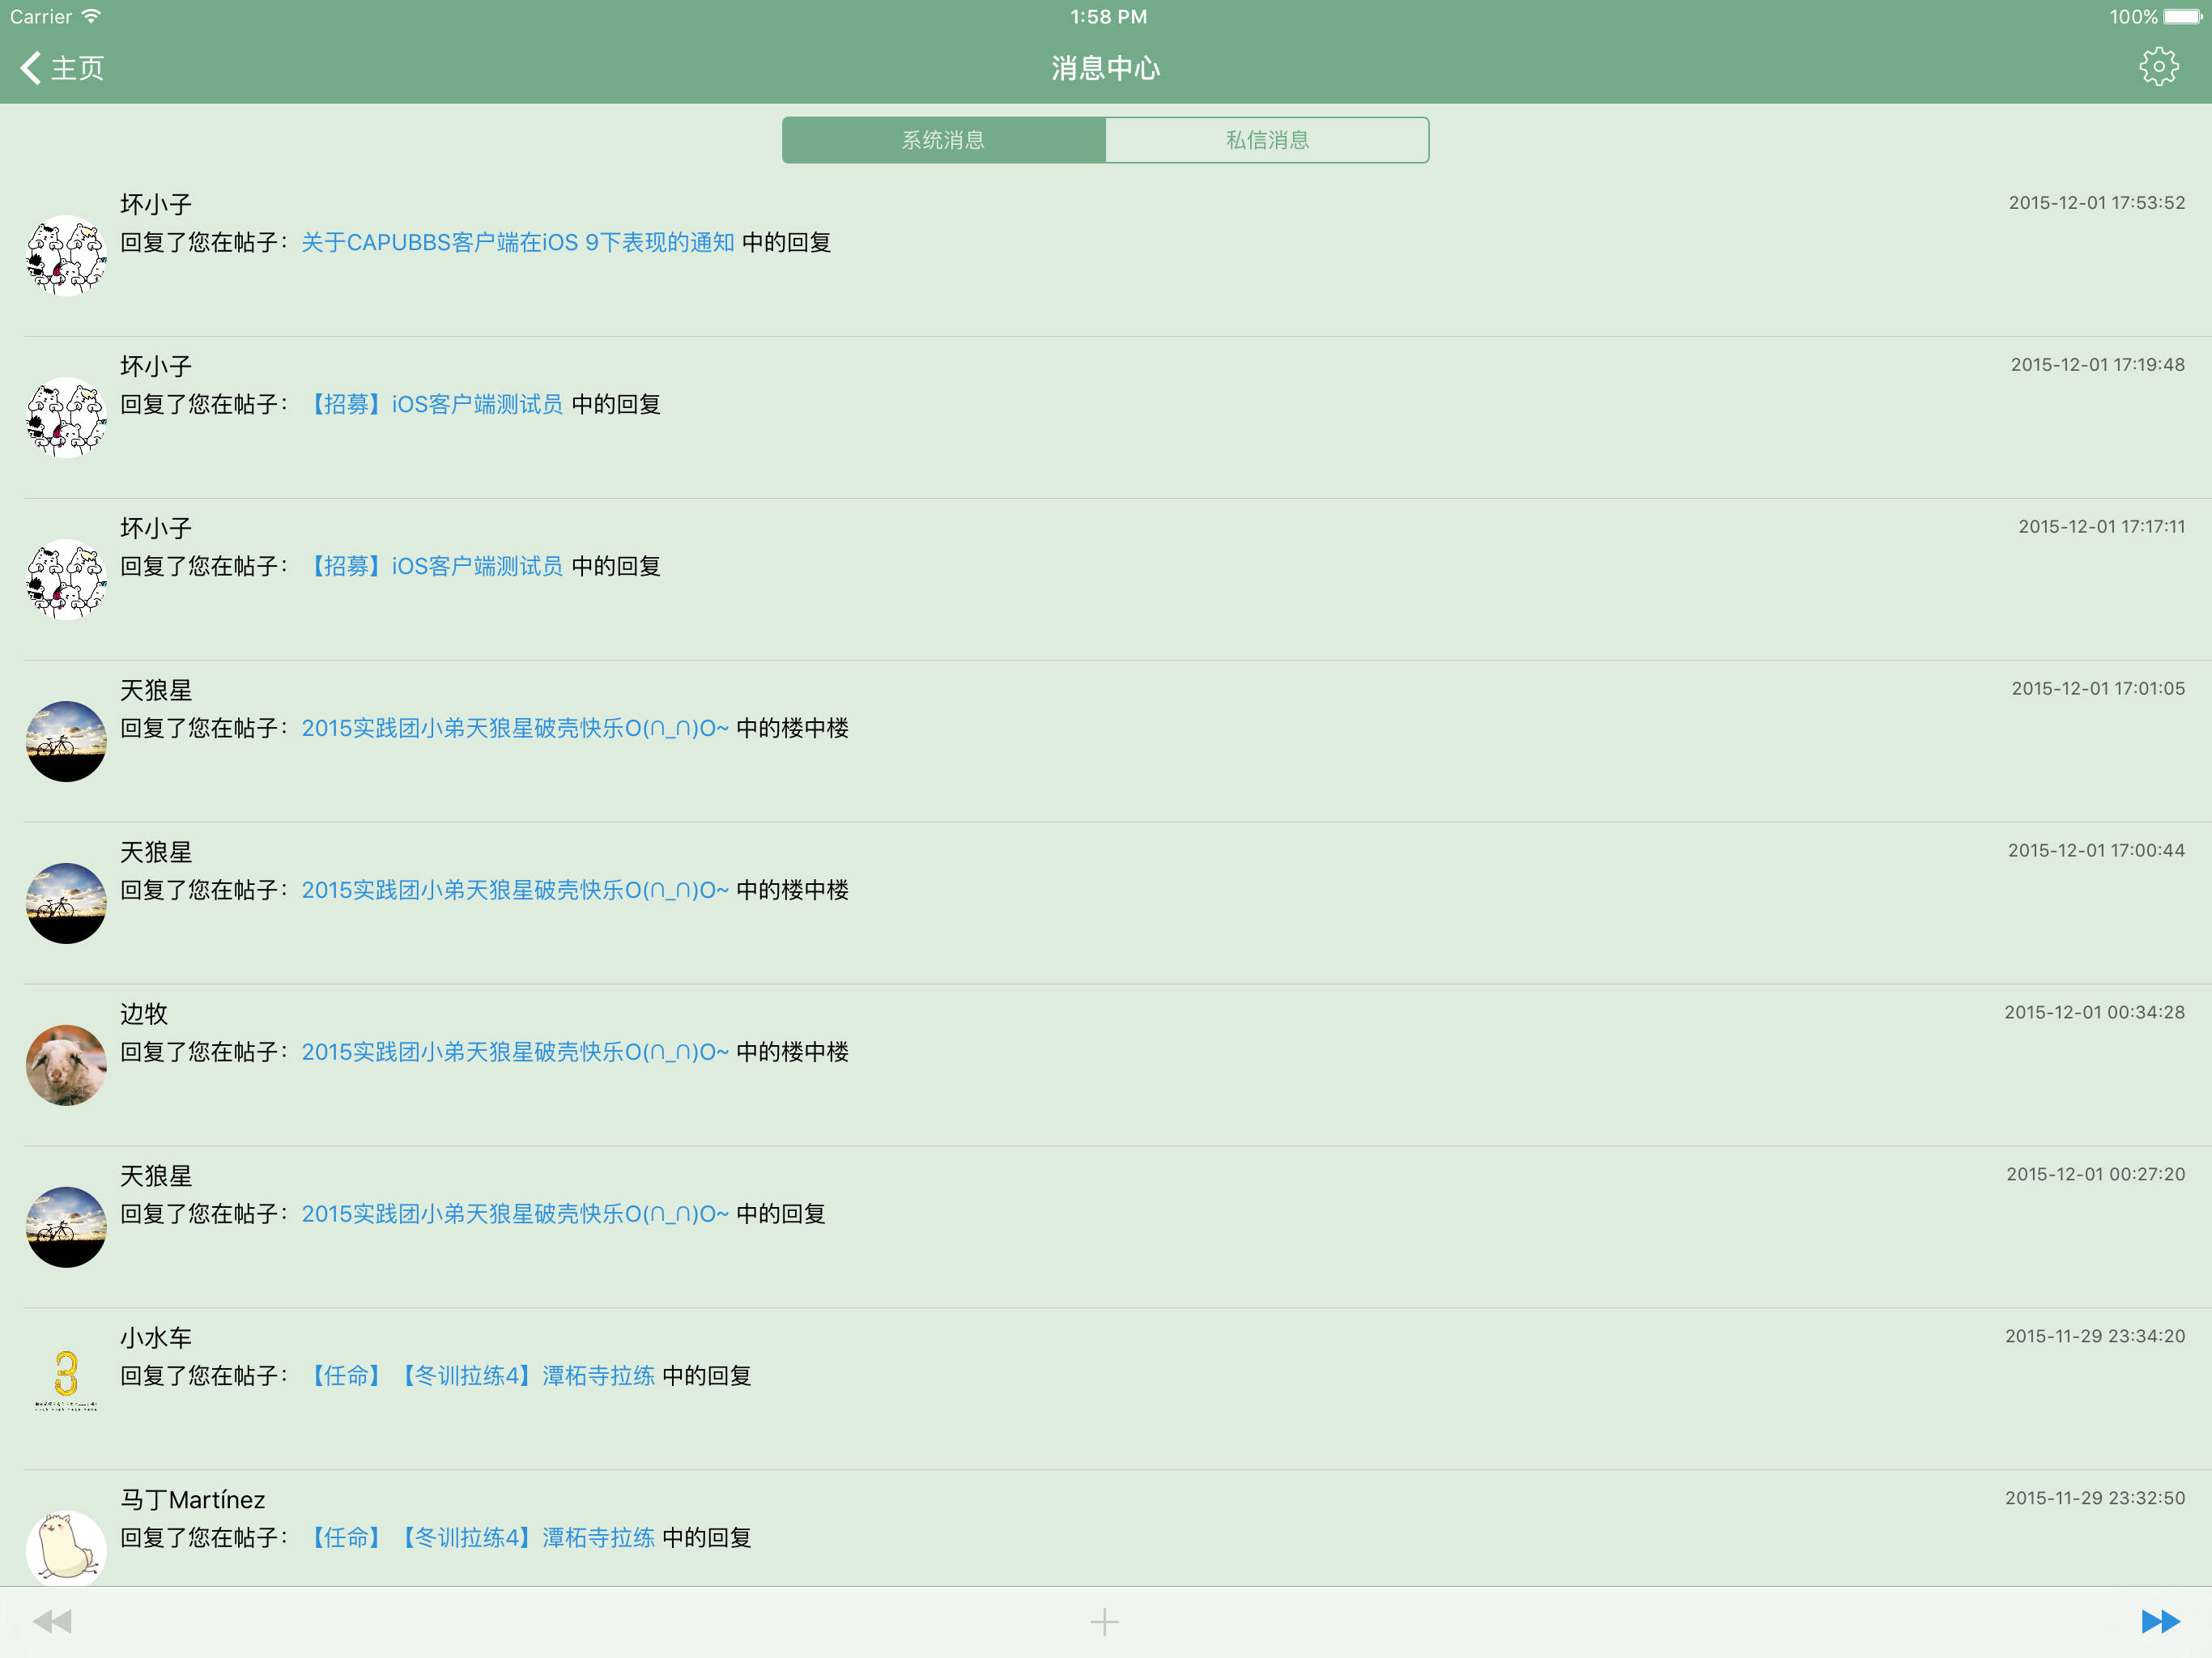 Carrier 1:58 PM 100%
主页 消息中心
系统消息 私信消息
坏小子 2015-12-01 17:53:52
回复了您在帖子：关于CAPUBBS客户端在iOS 9下表现的通知 中的回复
坏小子 2015-12-01 17:19:48
回复了您在帖子：【招募】iOS客户端测试员 中的回复
坏小子 2015-12-01 17:17:11
回复了您在帖子：【招募】iOS客户端测试员 中的回复
天狼星 2015-12-01 17:01:05
回复了您在帖子：2015实践团小弟天狼星破壳快乐O(∩_∩)O~ 中的楼中楼
天狼星 2015-12-01 17:00:44
回复了您在帖子：2015实践团小弟天狼星破壳快乐O(∩_∩)O~ 中的楼中楼
边牧 2015-12-01 00:34:28
回复了您在帖子：2015实践团小弟天狼星破壳快乐O(∩_∩)O~ 中的楼中楼
天狼星 2015-12-01 00:27:20
回复了您在帖子：2015实践团小弟天狼星破壳快乐O(∩_∩)O~ 中的回复
小水车 2015-11-29 23:34:20
3
回复了您在帖子：【任命】【冬训拉练4】潭柘寺拉练 中的回复
马丁Martínez 2015-11-29 23:32:50
回复了您在帖子：【任命】【冬训拉练4】潭柘寺拉练 中的回复